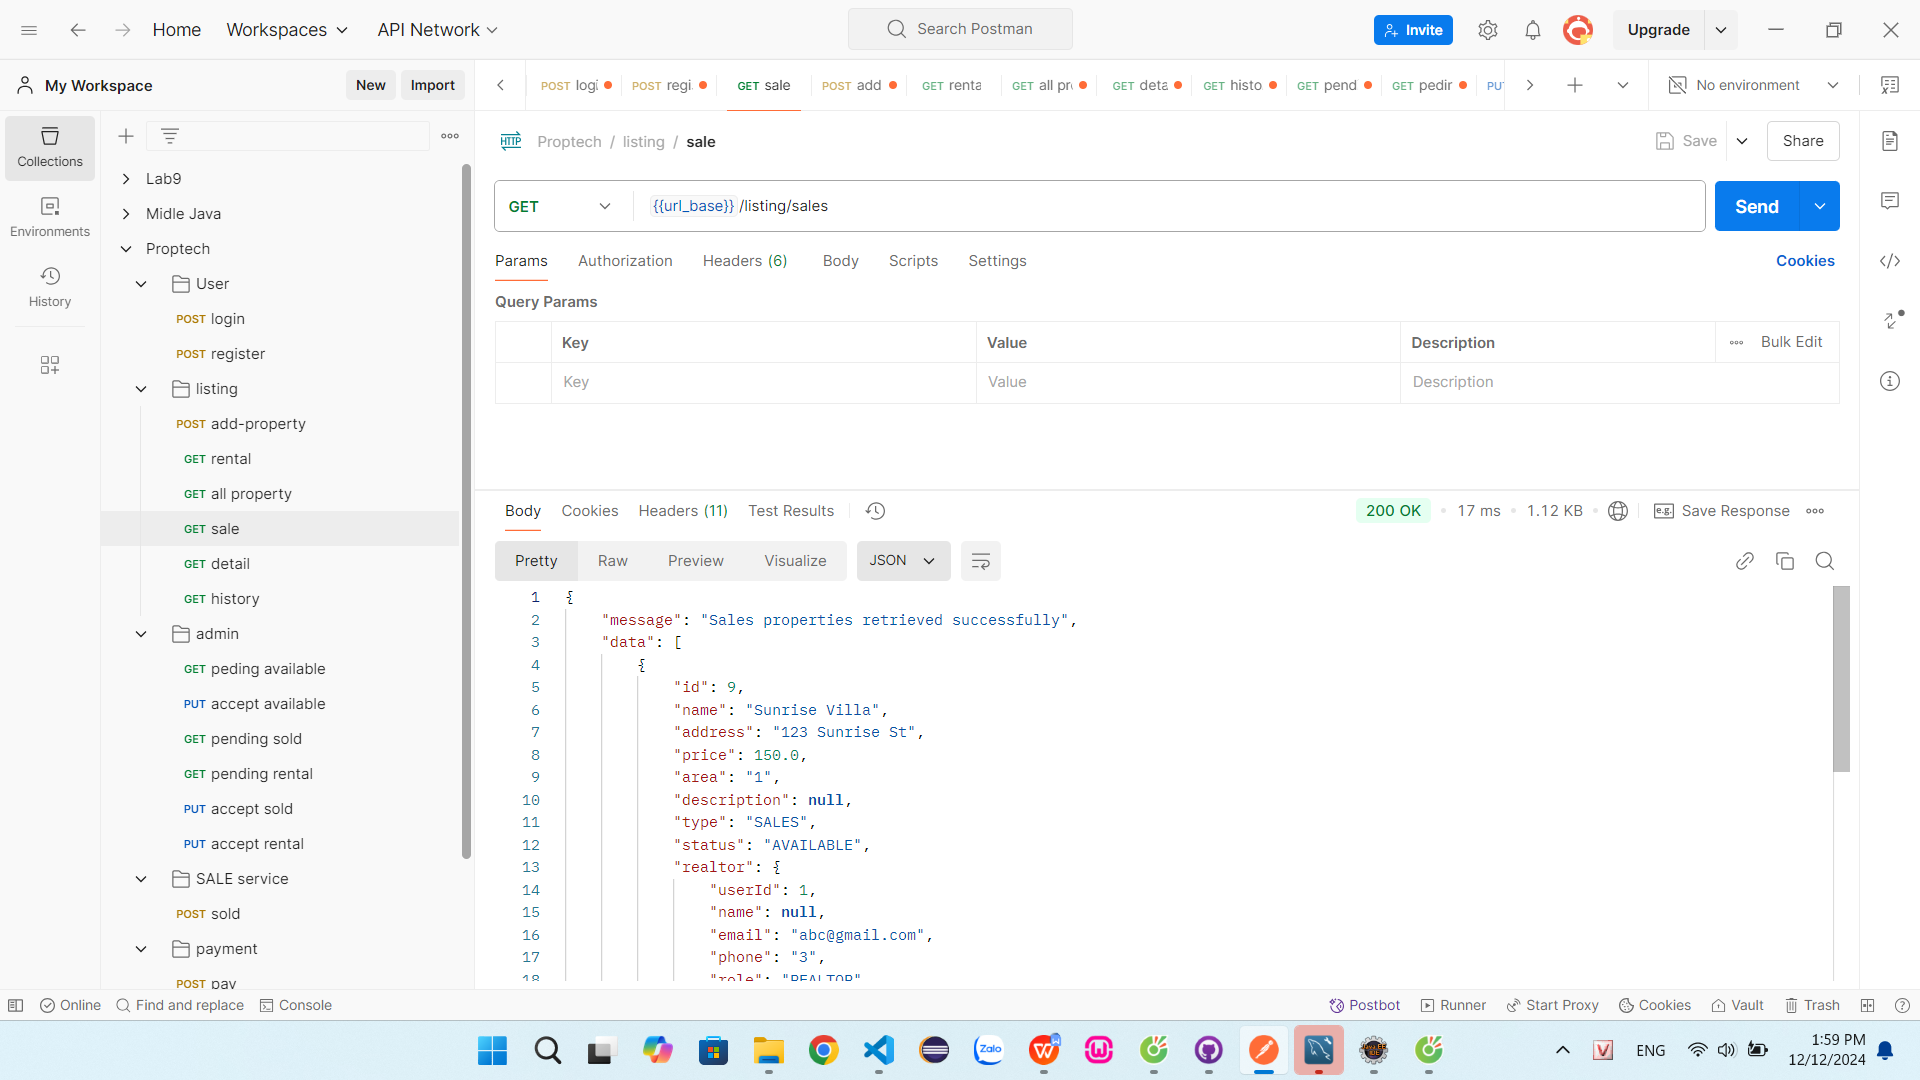 Home Workspaces API Network Search Postman Invite Upgrade
My Workspace New Import
POST logi POST regi. GET sale POST add GET renta GET all pr GET deta GET histo GET pend GET pedir PU No environment
Collections
Environments
History
Lab9
Midle Java
Proptech
User
POST login
POST register
listing
POST add-property
GET rental
GET all property
GET sale
GET detail
GET history
admin
GET peding available
PUT accept available
GET pending sold
GET pending rental
PUT accept sold
PUT accept rental
SALE service
POST sold
payment
POST pay
HTTP Proptech / listing / sale Save Share
GET {{url_base}} /listing/sales Send
Params Authorization Headers (6) Body Scripts Settings Cookies
Query Params
Key Value Description Bulk Edit
Key Value Description
Body Cookies Headers (11) Test Results 200 OK 17 ms 1.12 KB e.g. Save Response
Pretty Raw Preview Visualize JSON
1 {
2 "message": "Sales properties retrieved successfully",
3 "data": [
4 {
5 "id": 9,
6 "name": "Sunrise Villa",
7 "address": "123 Sunrise St",
8 "price": 150.0,
9 "area": "1",
10 "description": null,
11 "type": "SALES",
12 "status": "AVAILABLE",
13 "realtor": {
14 "userId": 1,
15 "name": null,
16 "email": "abc@gmail.com",
17 "phone": "3",
18 "role": "REALTOR"
Online Find and replace Console Postbot Runner Start Proxy Cookies Vault Trash
Zalo ENG 1:59 PM
12/12/2024